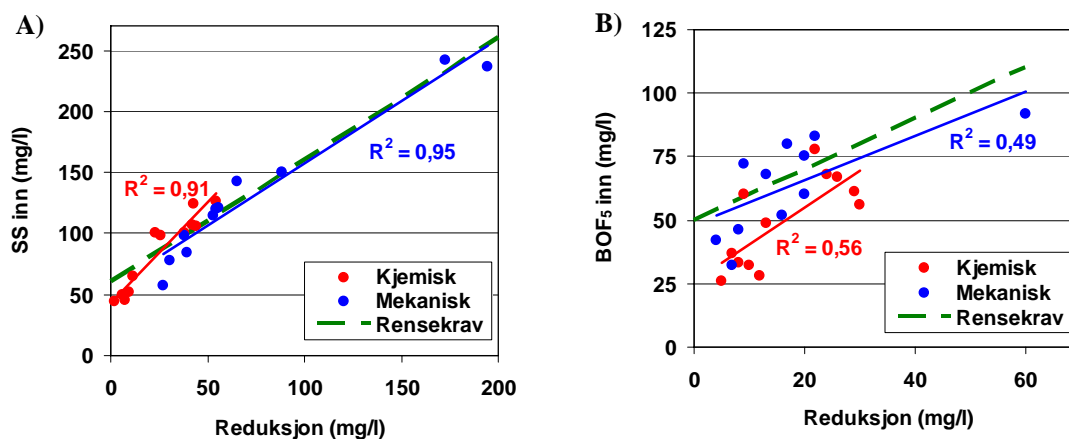 A)
SS inn (mg/l)
250
200
150
100
50
0
R² = 0,91
R² = 0,95
Kjemisk
Mekanisk
Rensekrav
0 50 100 150 200
Reduksjon (mg/l)
B)
BOF₅ inn (mg/l)
125
100
75
50
25
0
R² = 0,49
R² = 0,56
Kjemisk
Mekanisk
Rensekrav
0 20 40 60
Reduksjon (mg/l)